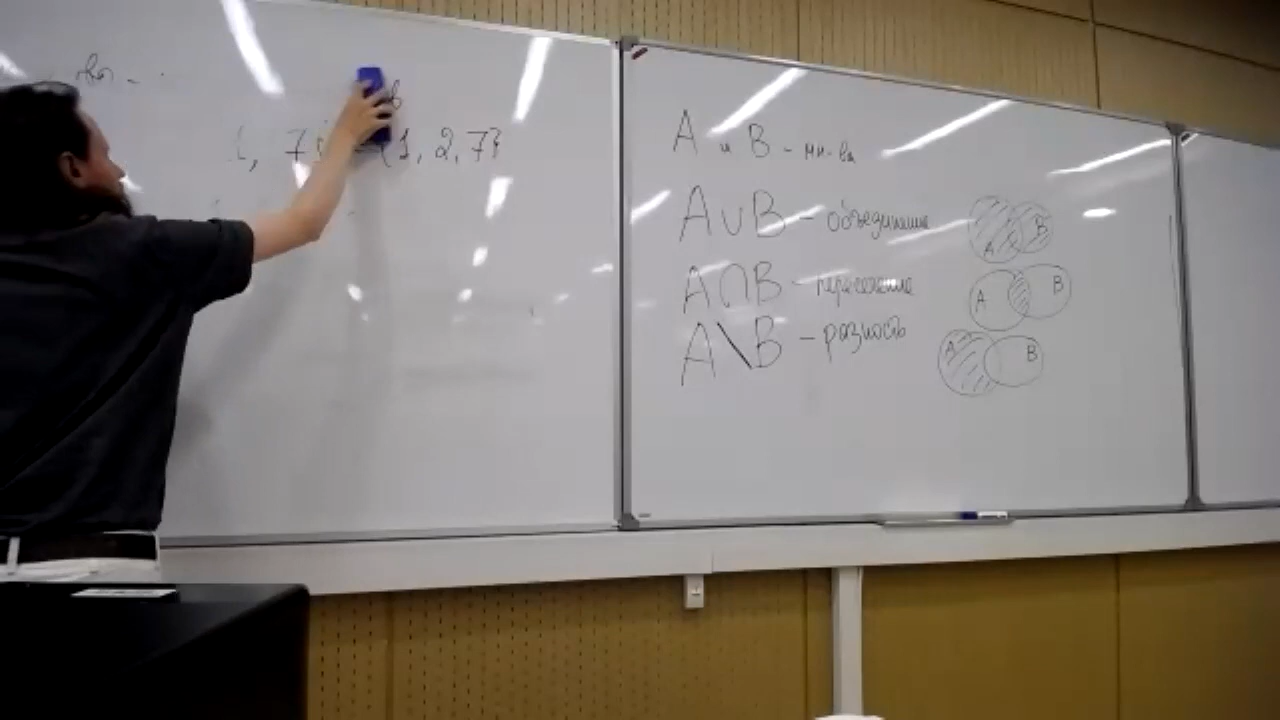 1, 7 {1, 2, 7}
A и B - мн-ва
A∪B - объединение
A B
A∩B - пересечение
A B
A\B - разность
A B